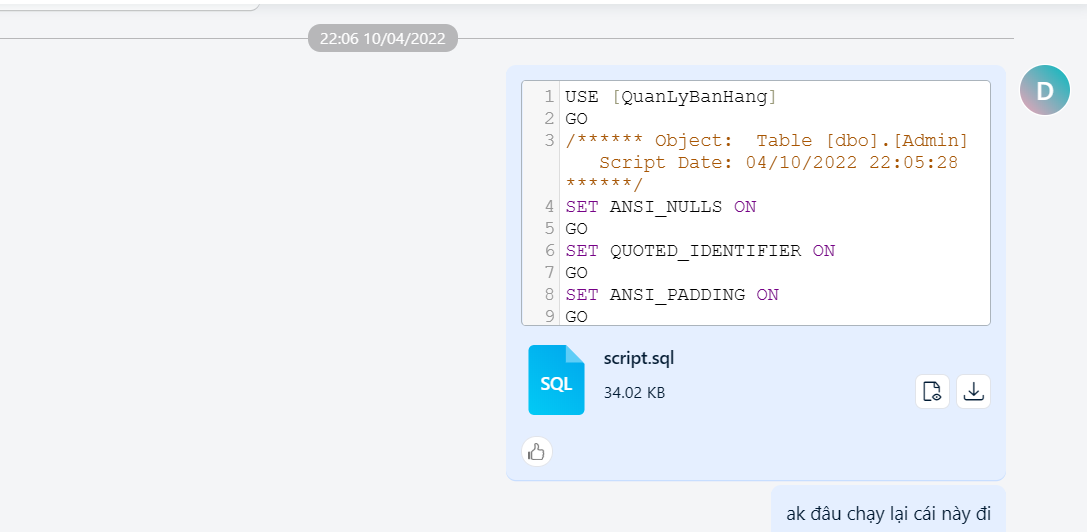 22:06 10/04/2022
D
1 USE [QuanLyBanHang]
2 GO
3 /****** Object:  Table [dbo].[Admin]
Script Date: 04/10/2022 22:05:28
******/
4 SET ANSI_NULLS ON
5 GO
6 SET QUOTED_IDENTIFIER ON
7 GO
8 SET ANSI_PADDING ON
9 GO
SQL
script.sql
34.02 KB
ak đâu chạy lại cái này đi